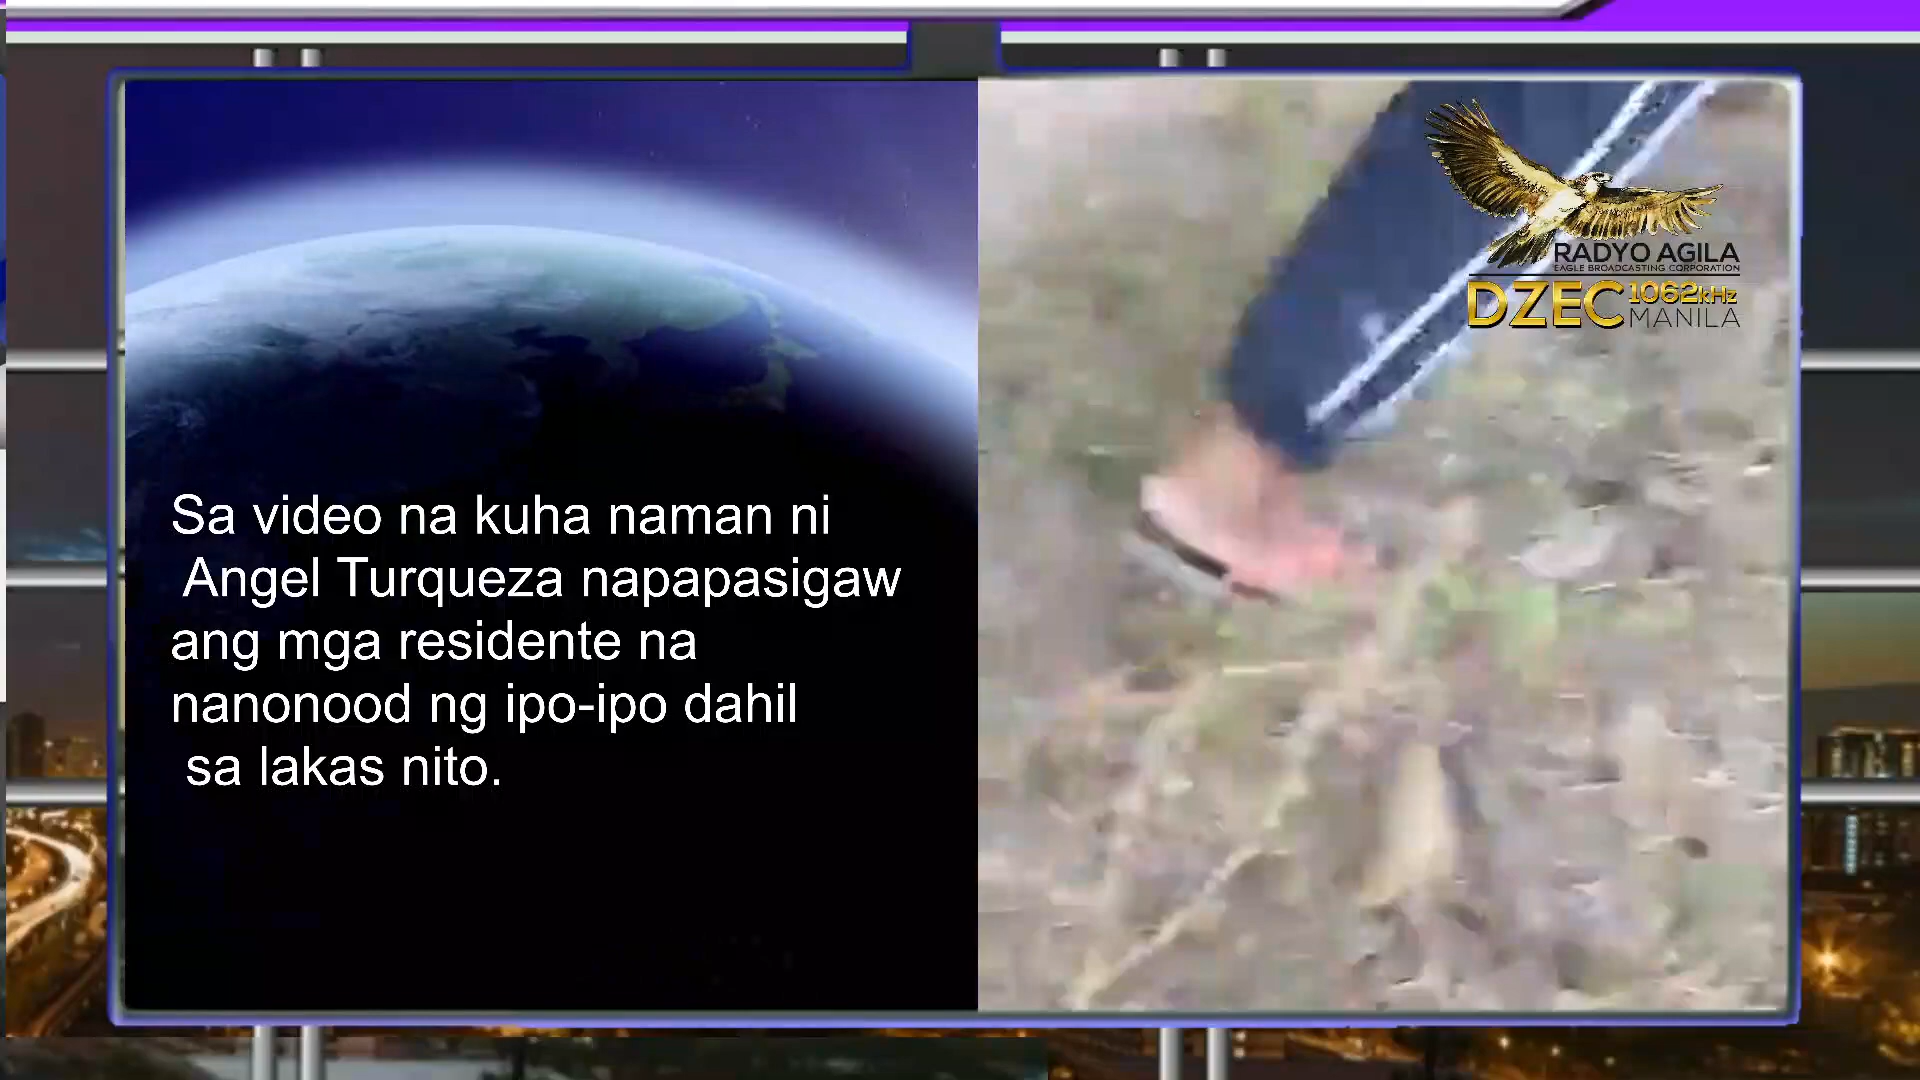 Sa video na kuha naman ni
Angel Turqueza napapasigaw
ang mga residente na
nanonood ng ipo-ipo dahil
sa lakas nito.
RADYO AGILA
EAGLE BROADCASTING CORPORATION
DZEC 1062kHz
MANILA